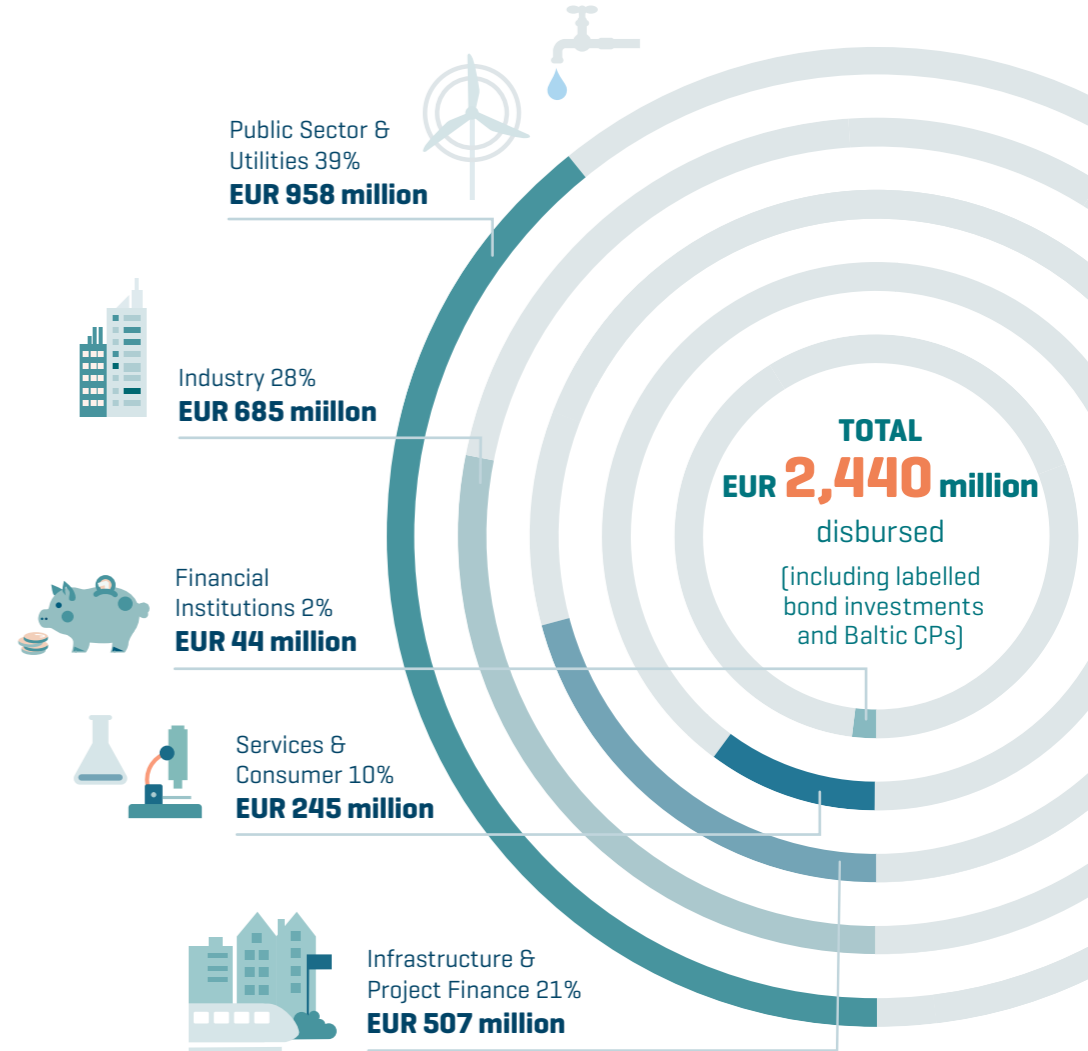 Public Sector &
Utilities 39%
EUR 958 million
Industry 28%
EUR 685 miillon
Financial
Institutions 2%
EUR 44 million
Services &
Consumer 10%
EUR 245 million
Infrastructure &
Project Finance 21%
EUR 507 million
TOTAL
EUR 2,440 million
disbursed
(including labelled
bond investments
and Baltic CPs)